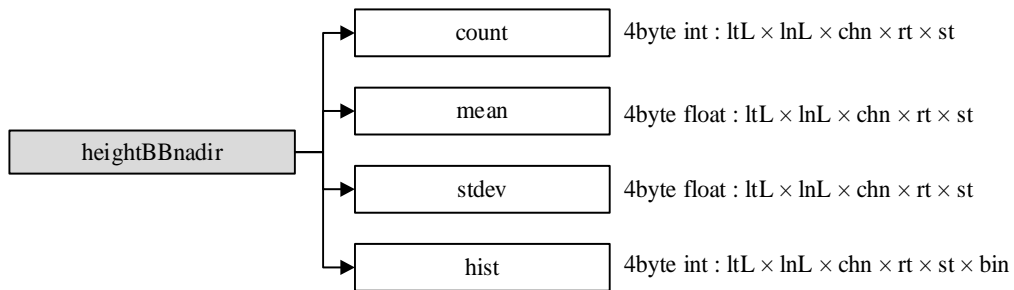 count 4byte int : ltL × lnL × chn × rt × st
mean 4byte float : ltL × lnL × chn × rt × st
heightBBnadir
stdev 4byte float : ltL × lnL × chn × rt × st
hist 4byte int : ltL × lnL × chn × rt × st × bin